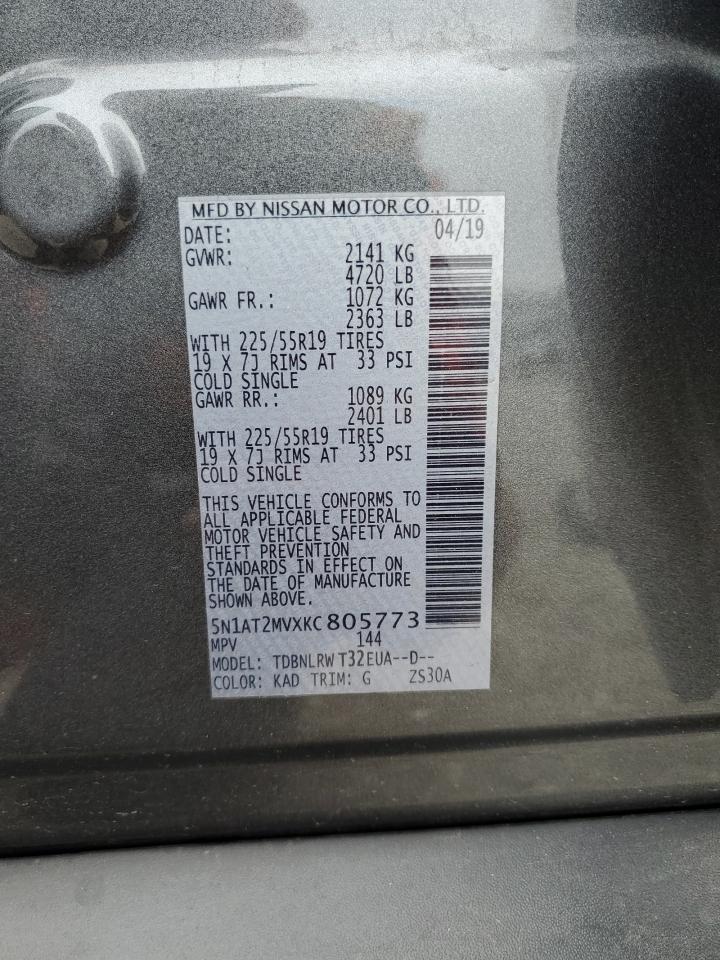 MFD BY NISSAN MOTOR CO., LTD.
DATE: 04/19
GVWR: 2141 KG
4720 LB
GAWR FR.: 1072 KG
2363 LB
WITH 225/55R19 TIRES
19 X 7J RIMS AT 33 PSI
COLD SINGLE
GAWR RR.: 1089 KG
2401 LB
WITH 225/55R19 TIRES
19 X 7J RIMS AT 33 PSI
COLD SINGLE
THIS VEHICLE CONFORMS TO
ALL APPLICABLE FEDERAL
MOTOR VEHICLE SAFETY AND
THEFT PREVENTION
STANDARDS IN EFFECT ON
THE DATE OF MANUFACTURE
SHOWN ABOVE.
5N1AT2MVXKC805773
MPV 144
MODEL: TDBNLRW T32EUA--D--
COLOR: KAD TRIM: G ZS30A